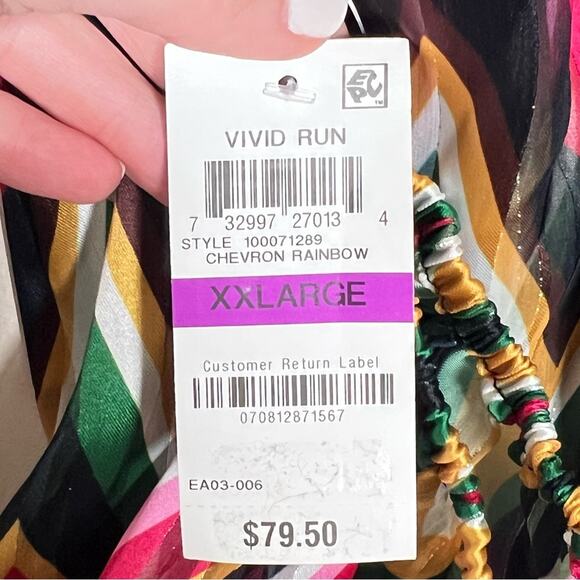 EPC™
VIVID RUN
7 32997 27013 4
STYLE 100071289
CHEVRON RAINBOW
XXLARGE
Customer Return Label
070812871567
EA03-006
$79.50